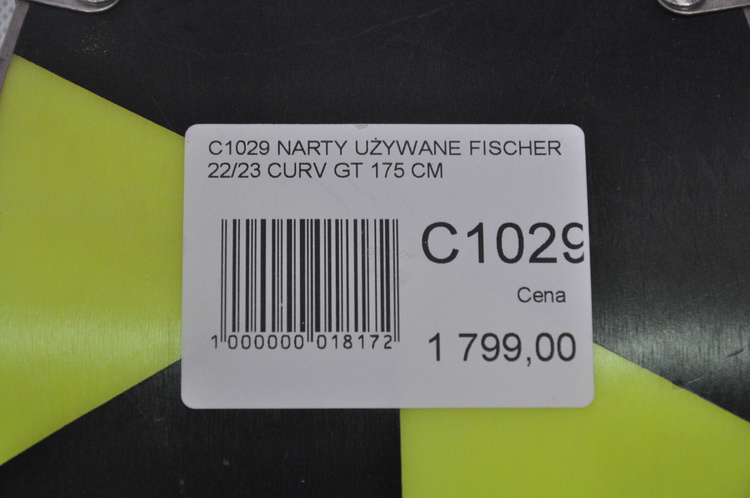 C1029 NARTY UŻYWANE FISCHER
22/23 CURV GT 175 CM
C1029
Cena
1 000000 018172
1 799,00